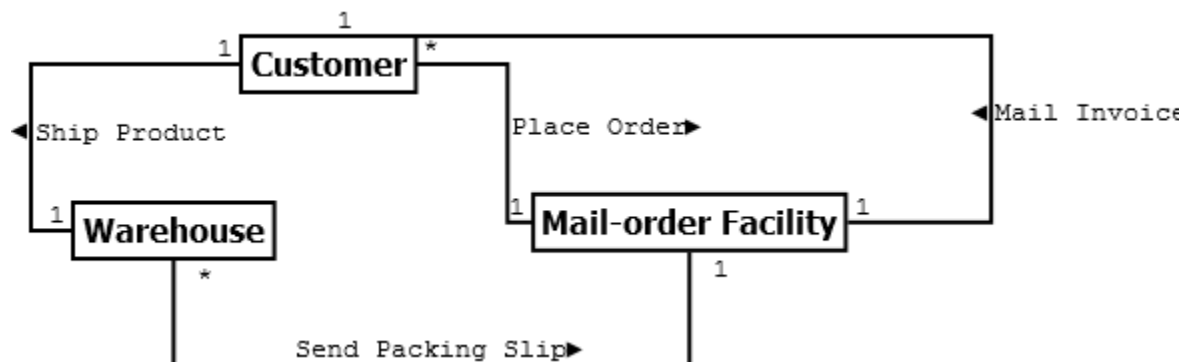 1
1 Customer *
◄Ship Product
Place Order►
◄Mail Invoice
1 Warehouse
*
1 Mail-order Facility 1
1
Send Packing Slip►